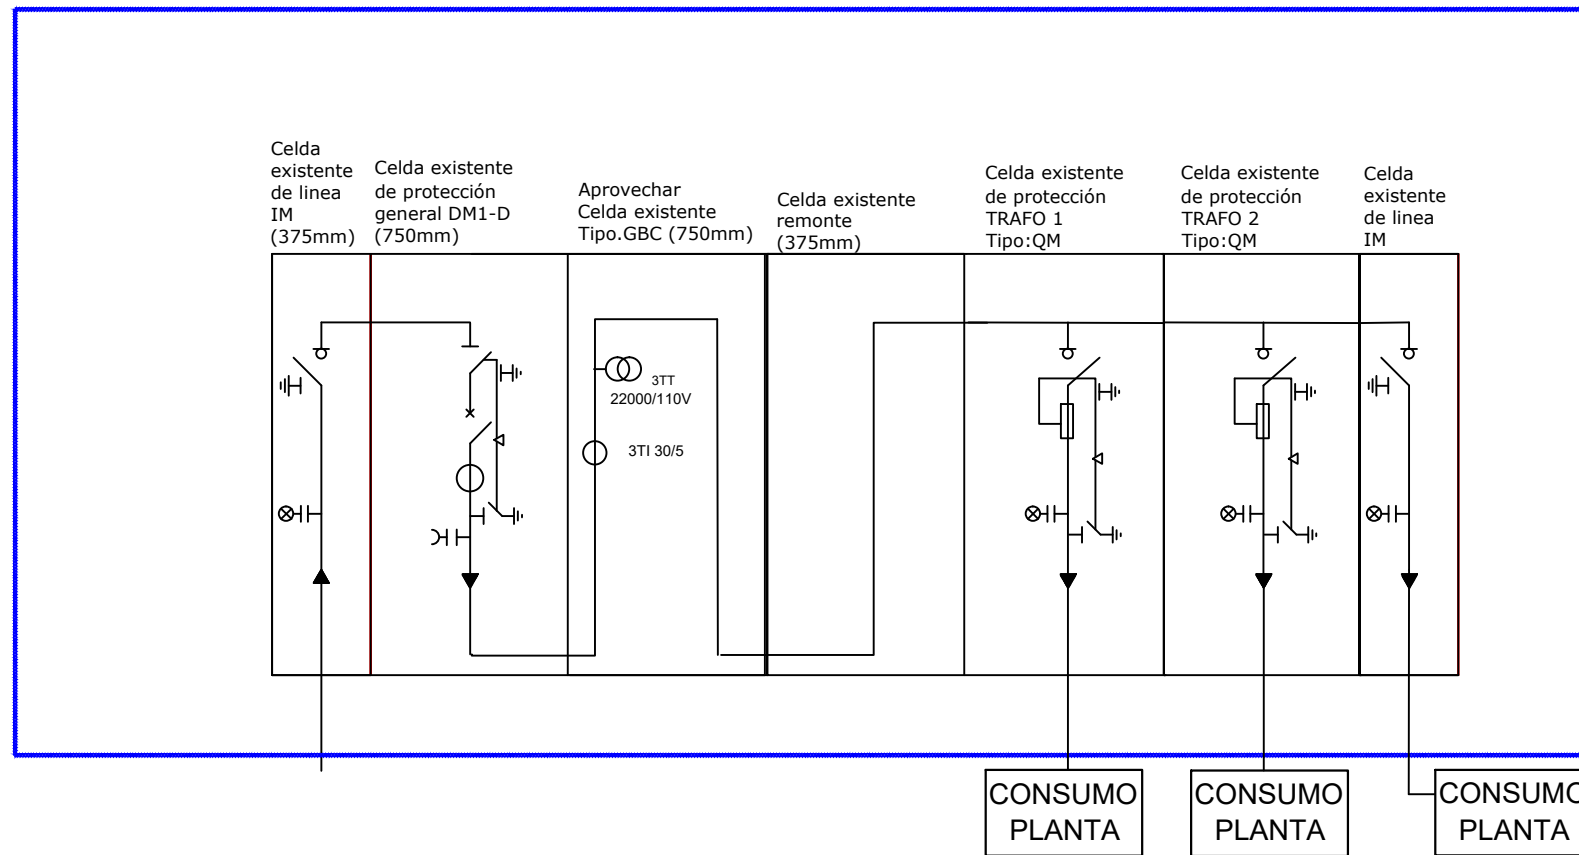 Celda
existente
de linea
IM
(375mm)
Celda existente
de protección
general DM1-D
(750mm)
Aprovechar
Celda existente
Tipo.GBC (750mm)
Celda existente
remonte
(375mm)
Celda existente
de protección
TRAFO 1
Tipo:QM
Celda existente
de protección
TRAFO 2
Tipo:QM
Celda
existente
de linea
IM
3TT
22000/110V
3TI 30/5
CONSUMO
PLANTA
CONSUMO
PLANTA
CONSUMO
PLANTA